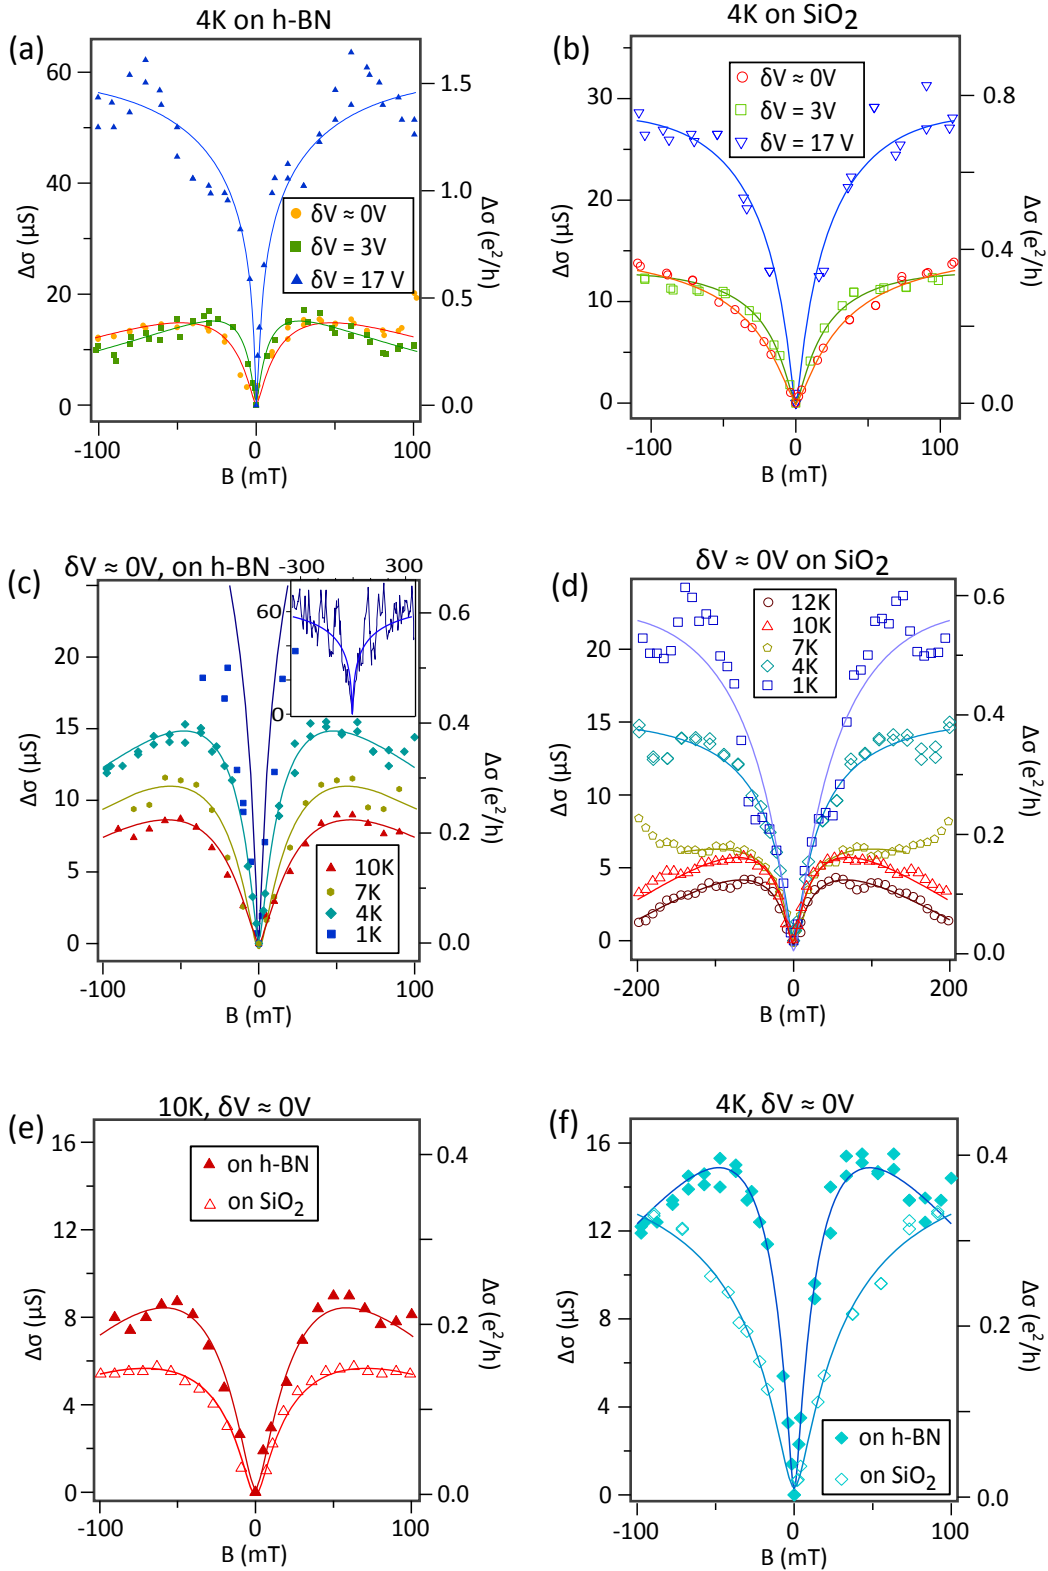 (a)
4K on h-BN
60
40
20
0
Δσ (µS)
1.5
1.0
0.5
0.0
Δσ (e²/h)
δV ≈ 0V
δV = 3V
δV = 17 V
-100
0
100
B (mT)
(b)
4K on SiO₂
30
20
10
0
Δσ (µS)
0.8
0.4
0.0
Δσ (e²/h)
δV ≈ 0V
δV = 3V
δV = 17 V
-100
0
100
B (mT)
(c)
δV ≈ 0V, on h-BN
-300
300
60
0
20
15
10
5
0
Δσ (µS)
0.6
0.4
0.2
0.0
Δσ (e²/h)
10K
7K
4K
1K
-100
0
100
B (mT)
(d)
δV ≈ 0V on SiO₂
12K
10K
7K
4K
1K
20
15
10
5
0
Δσ (µS)
0.6
0.4
0.2
0.0
Δσ (e²/h)
-200
0
200
B (mT)
(e)
10K, δV ≈ 0V
on h-BN
on SiO₂
16
12
8
4
0
Δσ (µS)
0.4
0.2
0.0
Δσ (e²/h)
-100
0
100
B (mT)
(f)
4K, δV ≈ 0V
16
12
8
4
0
Δσ (µS)
0.4
0.2
0.0
Δσ (e²/h)
on h-BN
on SiO₂
-100
0
100
B (mT)